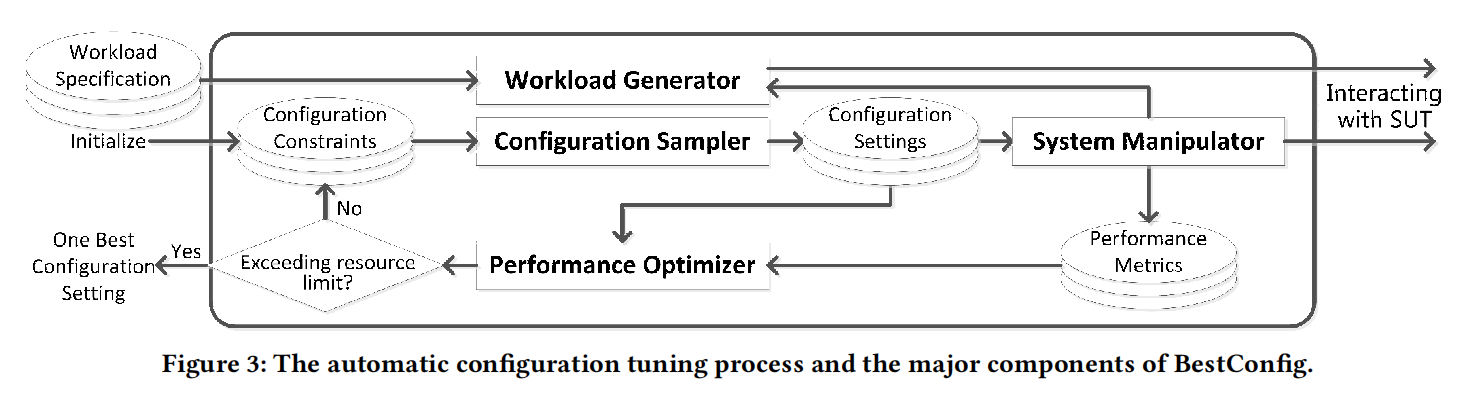 Workload
Specification
Workload Generator
Interacting
with SUT
Initialize
Configuration
Constraints
Configuration Sampler
Configuration
Settings
System Manipulator
No
One Best
Configuration
Setting
Yes
Exceeding resource
limit?
Performance Optimizer
Performance
Metrics
Figure 3: The automatic configuration tuning process and the major components of BestConfig.